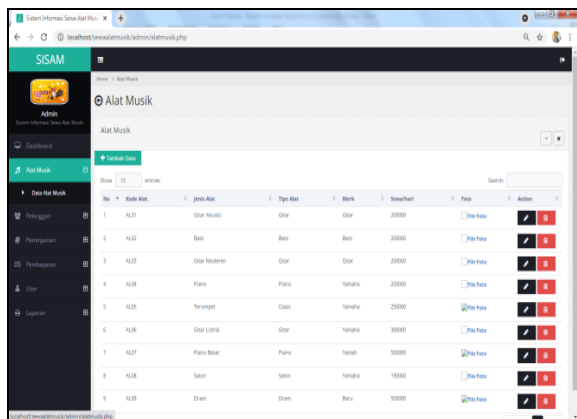 Sistem Informasi Sewa Alat Mus
localhost/sewaalatmusik/admin/alatmusik.php
SISAM
Admin
Sistem Informasi Sewa Alat Musik
Dashboard
Alat Musik
Data Alat Musik
Pelanggan
Peminjaman
Pembayaran
User
Laporan
Home > Alat Musik
Alat Musik
Alat Musik
+ Tambah Data
Show 10 entries
Search:
No Kode Alat Jenis Alat Tipe Alat Merk Sewa/hari Foto Action
1 AL01 Gitar Akustic Gitar Gitar 200000 File Foto
2 AL02 Bass Bass Bass 200000 File Foto
3 AL03 Gitar Moderen Gitar Gitar 200000 File Foto
4 AL04 Piano Piano Yamaha 200000 File Foto
5 AL05 Terompet Clasic Gitar 250000 File Foto
6 AL06 Gitar Listrik Gitar Yamaha 300000 File Foto
7 AL07 Piano Besar Piano Yamah 500000 File Foto
8 AL08 Salon Salon Yamaha 150000 File Foto
9 AL09 Dram Dram Baru 500000 File Foto
localhost/sewaalatmusik/admin/alatmusik.php